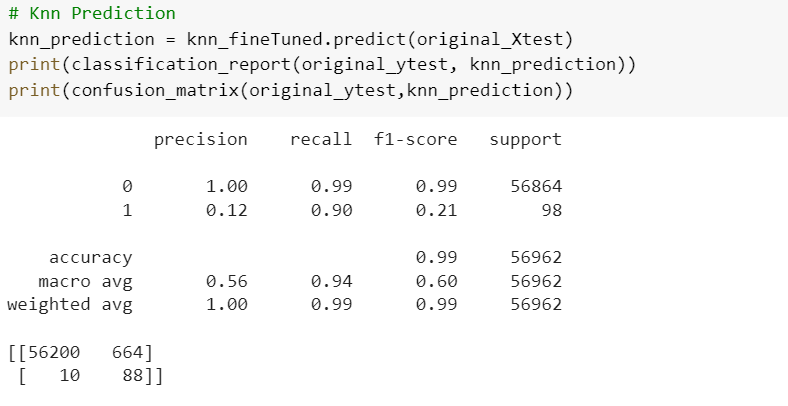 # Knn Prediction
knn_prediction = knn_fineTuned.predict(original_Xtest)
print(classification_report(original_ytest, knn_prediction))
print(confusion_matrix(original_ytest,knn_prediction))
precision recall f1-score support
0 1.00 0.99 0.99 56864
1 0.12 0.90 0.21 98
accuracy 0.99 56962
macro avg 0.56 0.94 0.60 56962
weighted avg 1.00 0.99 0.99 56962
[[56200 664]
[ 10 88]]